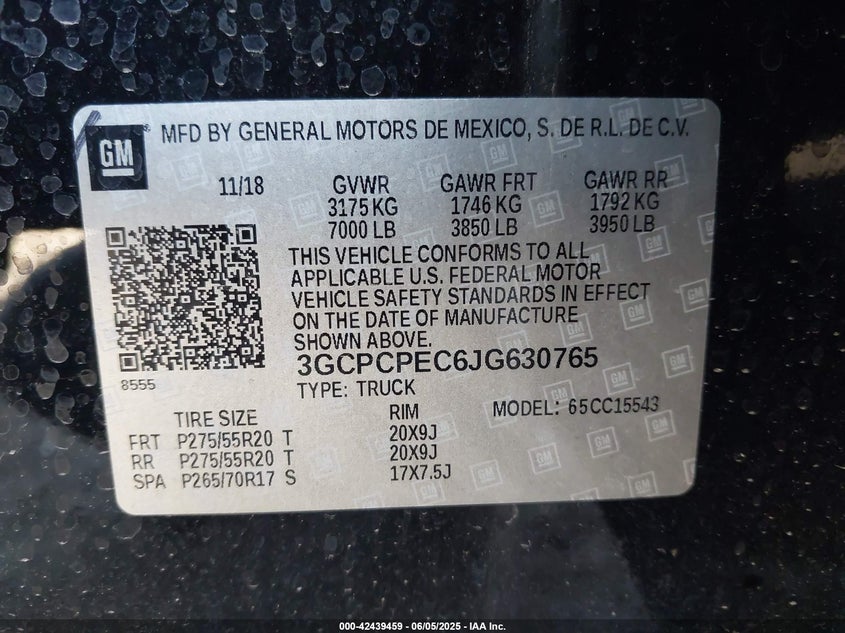 GM
MFD BY GENERAL MOTORS DE MEXICO, S. DE R.L. DE C.V.
11/18 GVWR GAWR FRT GAWR RR
3175 KG 1746 KG 1792 KG
7000 LB 3850 LB 3950 LB
THIS VEHICLE CONFORMS TO ALL
APPLICABLE U.S. FEDERAL MOTOR
VEHICLE SAFETY STANDARDS IN EFFECT
ON THE DATE OF MANUFACTURE
SHOWN ABOVE.
3GCPCPEC6JG630765
8555
TYPE: TRUCK
TIRE SIZE RIM MODEL: 65CC15543
FRT P275/55R20 T 20X9J
RR P275/55R20 T 20X9J
SPA P265/70R17 S 17X7.5J
000-42439459 - 06/05/2025 - IAA Inc.